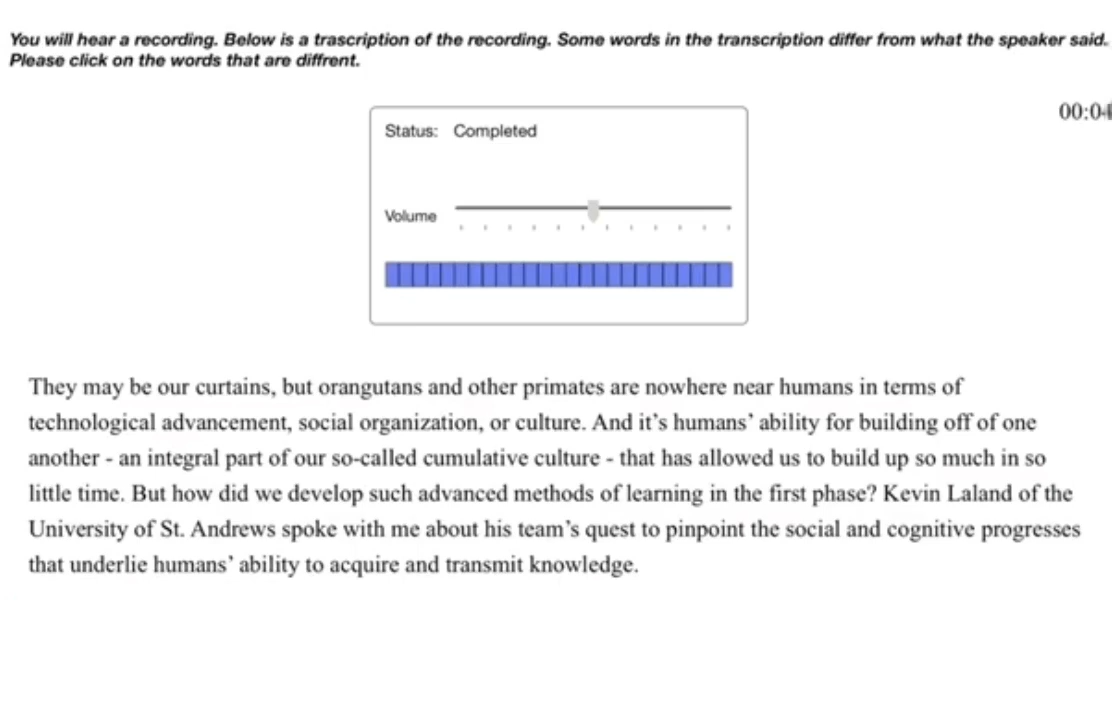 You will hear a recording. Below is a trascription of the recording. Some words in the transcription differ from what the speaker said.
Please click on the words that are diffrent.
00:04
Status: Completed
Volume
They may be our curtains, but orangutans and other primates are nowhere near humans in terms of
technological advancement, social organization, or culture. And it's humans' ability for building off of one
another - an integral part of our so-called cumulative culture - that has allowed us to build up so much in so
little time. But how did we develop such advanced methods of learning in the first phase? Kevin Laland of the
University of St. Andrews spoke with me about his team's quest to pinpoint the social and cognitive progresses
that underlie humans' ability to acquire and transmit knowledge.